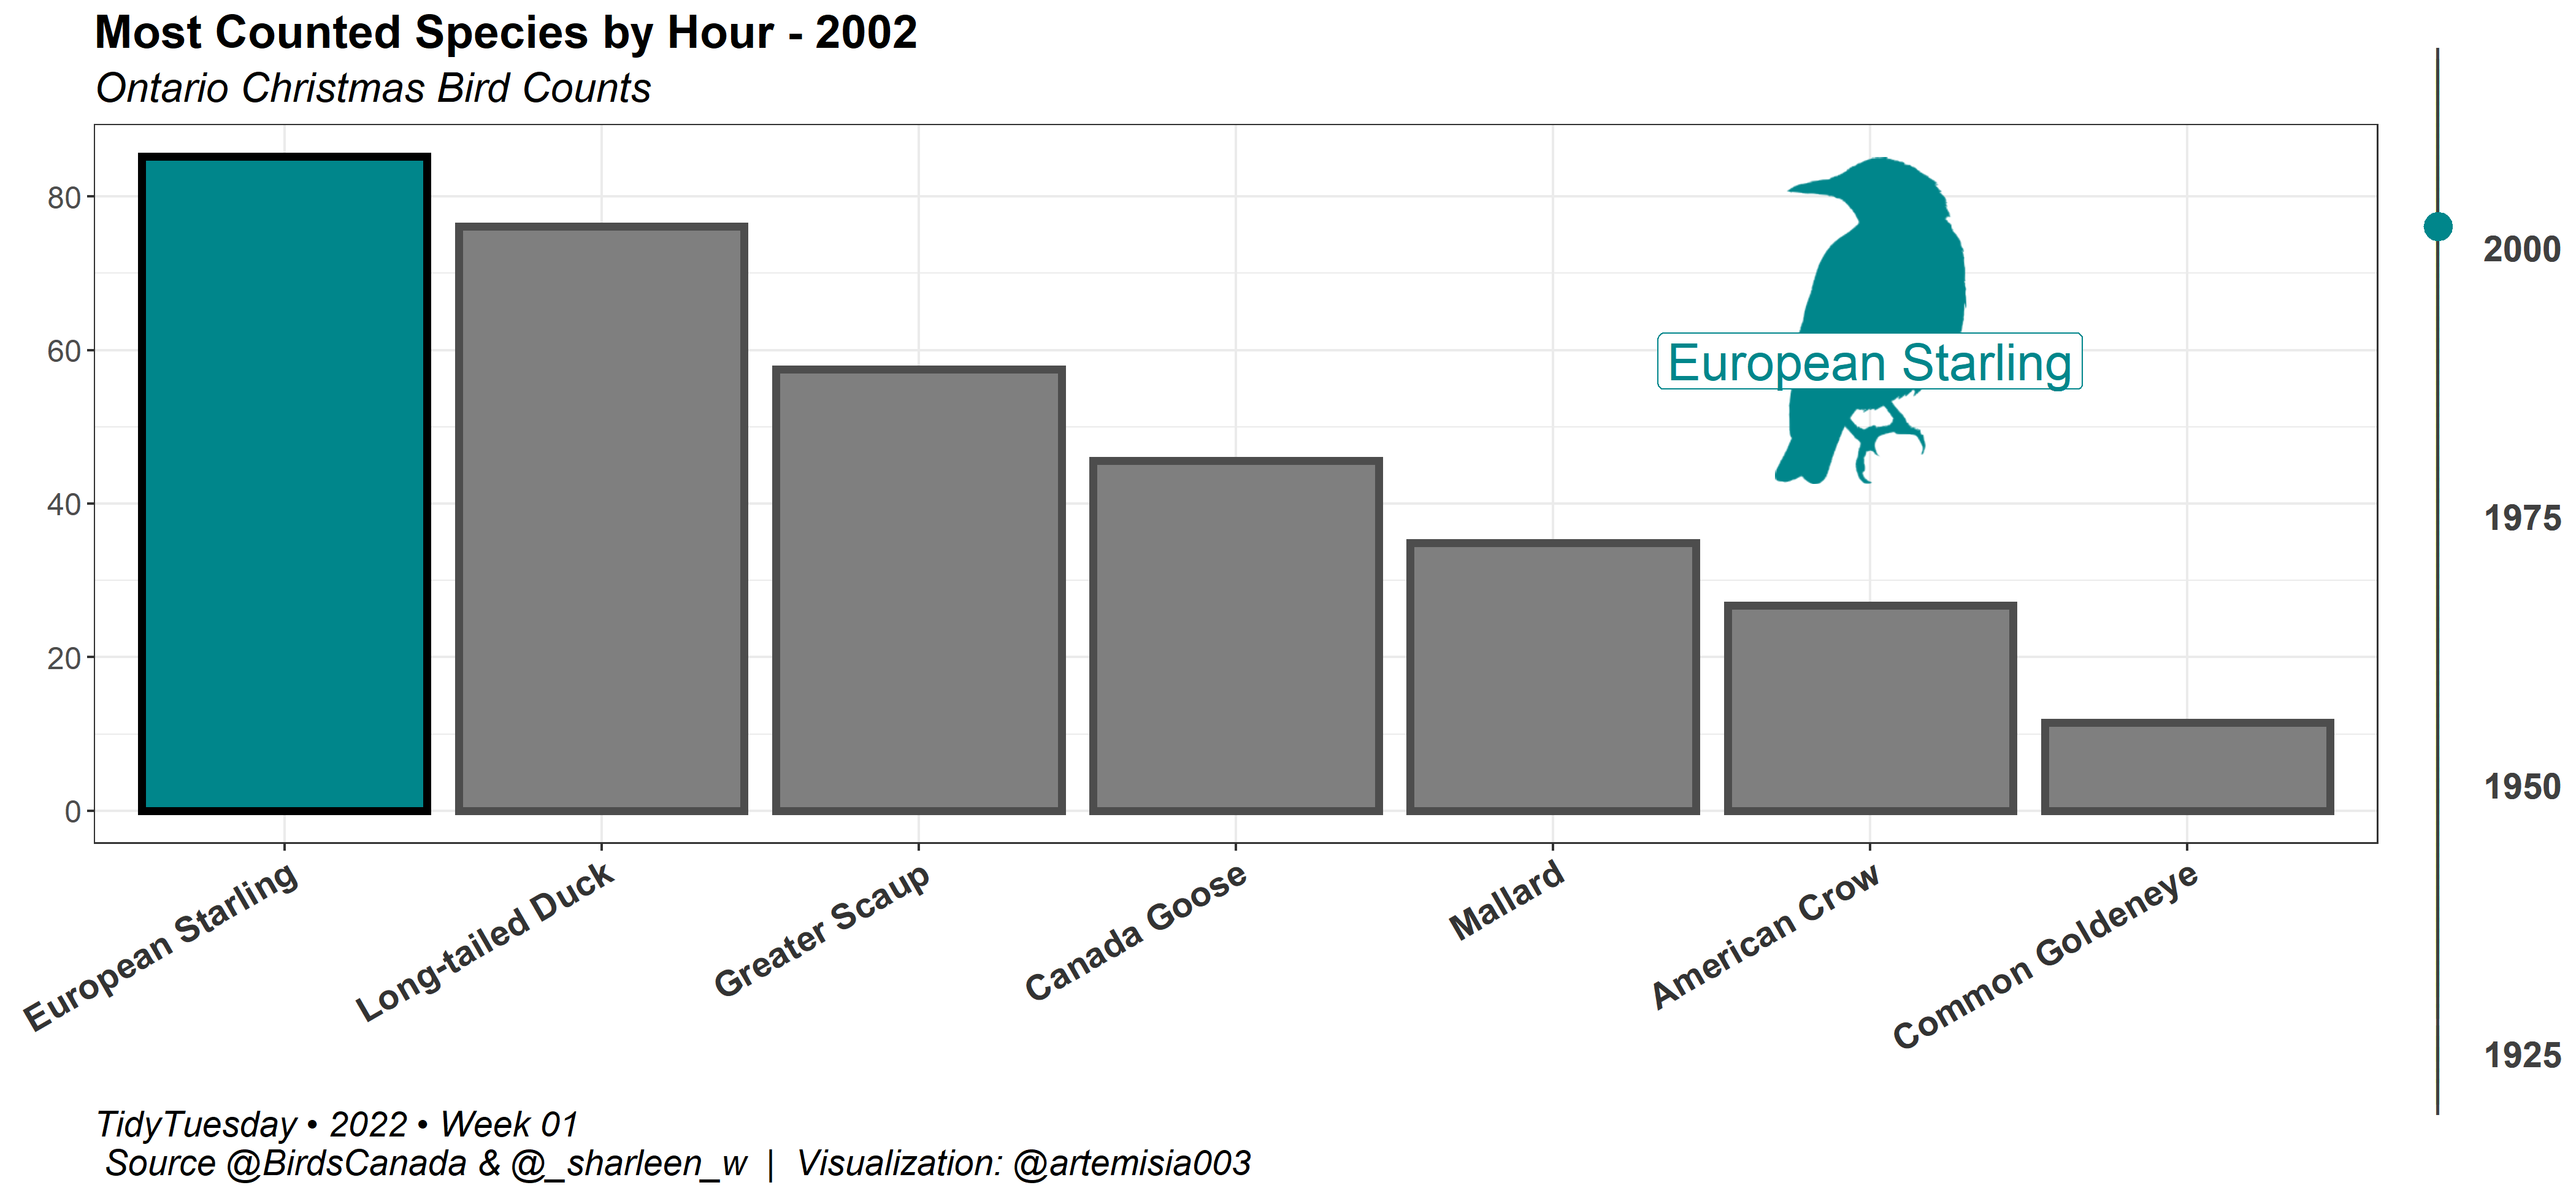 Most Counted Species by Hour - 2002
Ontario Christmas Bird Counts
80
60
40
20
0
European Starling
European Starling
Long-tailed Duck
Greater Scaup
Canada Goose
Mallard
American Crow
Common Goldeneye
2000
1975
1950
1925
TidyTuesday • 2022 • Week 01
Source @BirdsCanada & @_sharleen_w | Visualization: @artemisia003